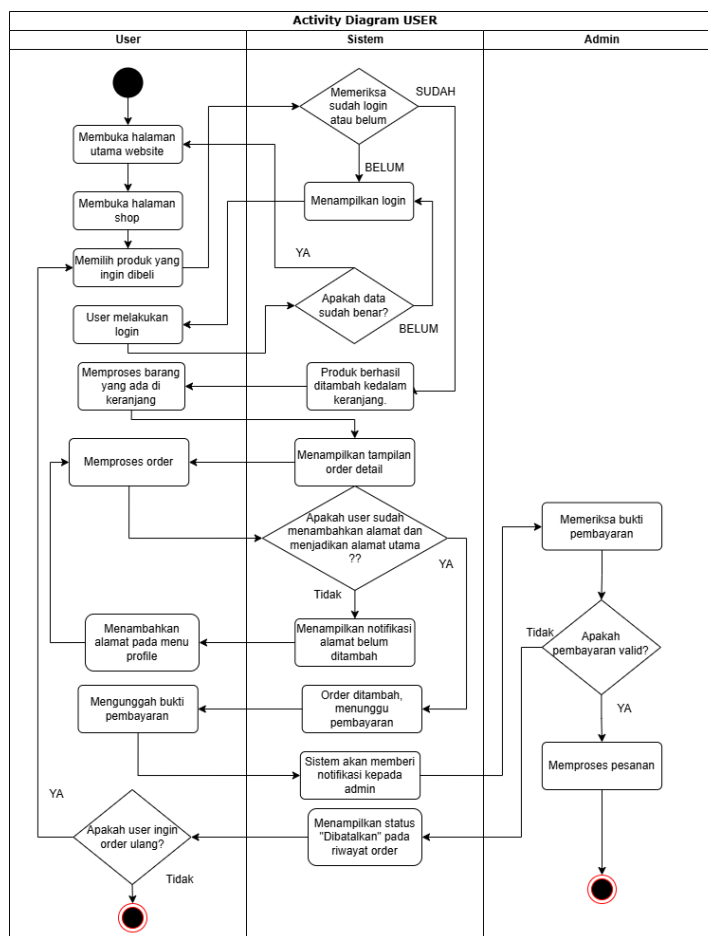 Activity Diagram USER
User
Sistem
Admin
Memeriksa
sudah login
atau belum
SUDAH
Membuka halaman
utama website
BELUM
Membuka halaman
shop
Menampilkan login
Memilih produk yang
ingin dibeli
YA
Apakah data
sudah benar?
BELUM
User melakukan
login
Memproses barang
yang ada di
keranjang
Produk berhasil
ditambah kedalam
keranjang.
Memproses order
Menampilkan tampilan
order detail
Apakah user sudah
menambahkan alamat dan
menjadikan alamat utama
??
YA
Tidak
Memeriksa bukti
pembayaran
Menambahkan
alamat pada menu
profile
Menampilkan notifikasi
alamat belum
ditambah
Tidak
Apakah
pembayaran valid?
YA
Mengunggah bukti
pembayaran
Order ditambah,
menunggu
pembayaran
Sistem akan memberi
notifikasi kepada
admin
Memproses pesanan
YA
Apakah user ingin
order ulang?
Menampilkan status
"Dibatalkan" pada
riwayat order
Tidak